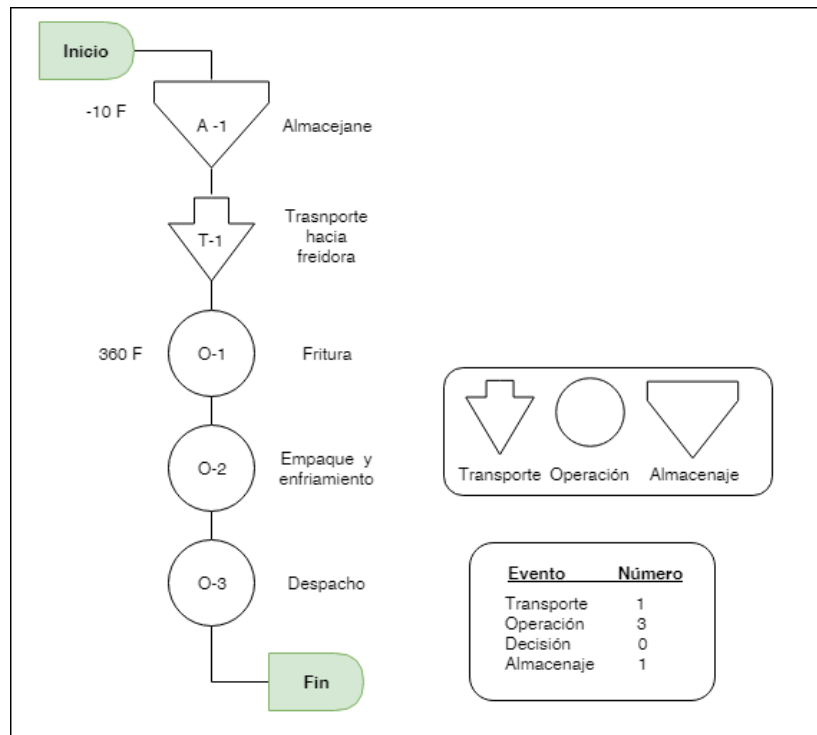 Inicio
-10 F
A -1
Almacejane
T-1
Trasnporte
hacia
freidora
360 F
O-1
Fritura
O-2
Empaque y
enfriamiento
O-3
Despacho
Fin
Transporte Operación Almacenaje
Evento Número
Transporte 1
Operación 3
Decisión 0
Almacenaje 1